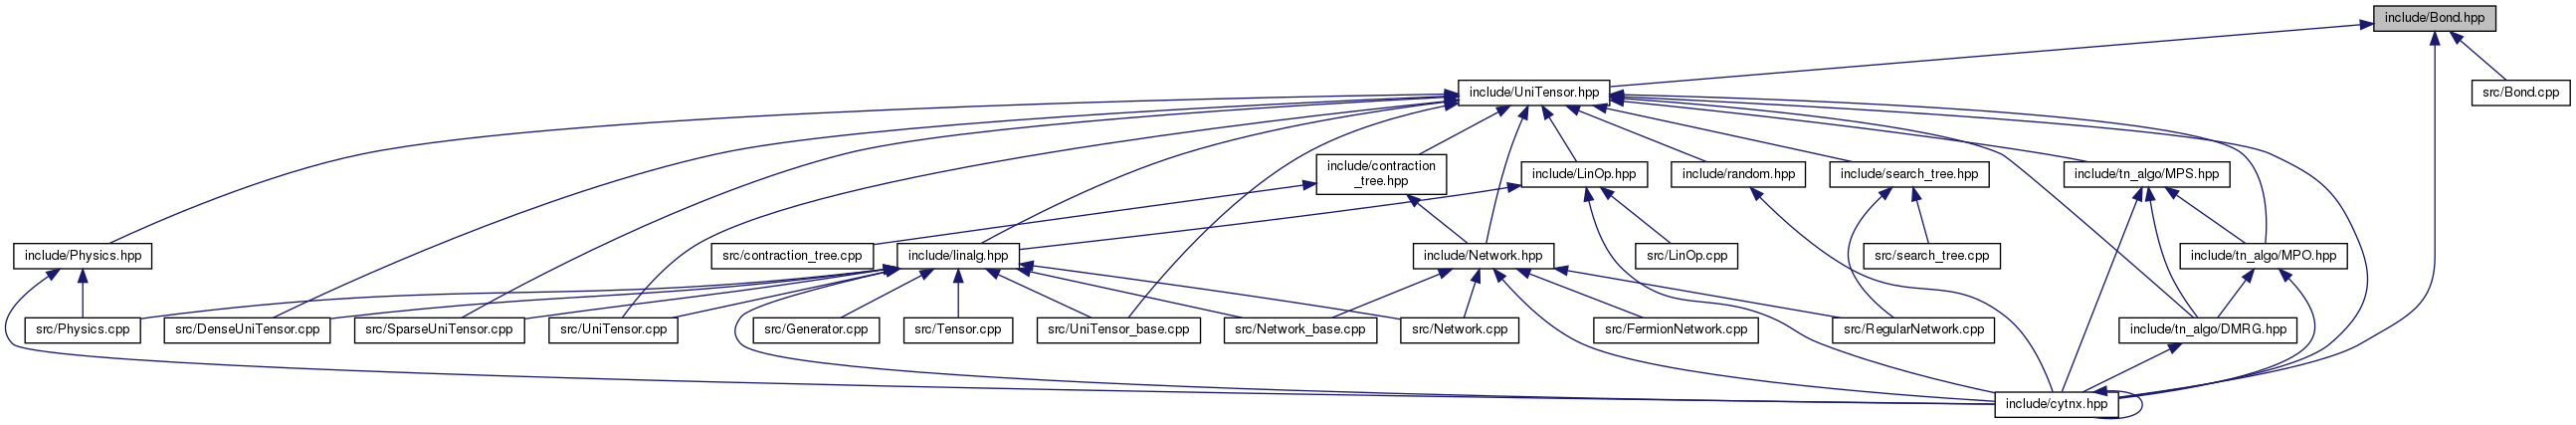 include/Bond.hpp
include/UniTensor.hpp
src/Bond.cpp
include/contraction
_tree.hpp
include/LinOp.hpp
include/random.hpp
include/search_tree.hpp
include/tn_algo/MPS.hpp
include/Physics.hpp
src/contraction_tree.cpp
include/linalg.hpp
include/Network.hpp
src/LinOp.cpp
src/search_tree.cpp
include/tn_algo/MPO.hpp
src/Physics.cpp
src/DenseUniTensor.cpp
src/SparseUniTensor.cpp
src/UniTensor.cpp
src/Generator.cpp
src/Tensor.cpp
src/UniTensor_base.cpp
src/Network_base.cpp
src/Network.cpp
src/FermionNetwork.cpp
src/RegularNetwork.cpp
include/tn_algo/DMRG.hpp
include/cytnx.hpp